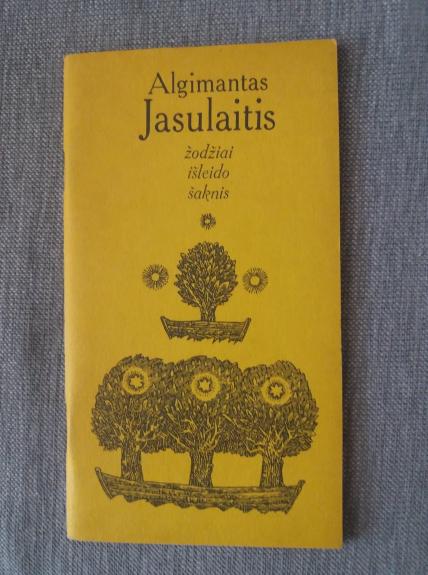 Algimantas
Jasulaitis
žodžiai
išleido
šaknis